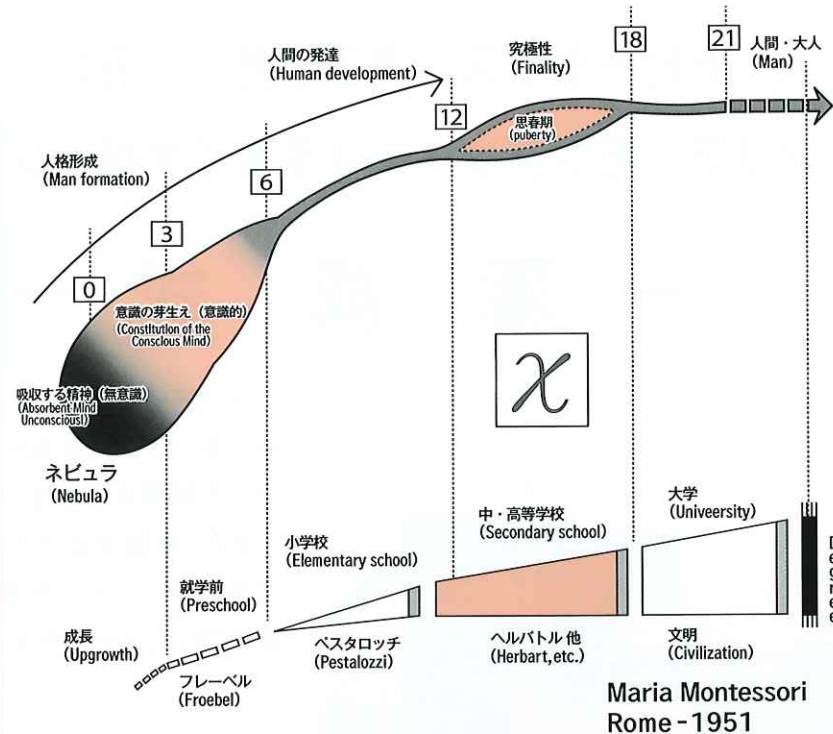 人間の発達
(Human development)
究極性
(Finality)
18
21
人間・大人
(Man)
12
思春期
(puberty)
人格形成
(Man formation)
6
3
0
意識の芽生え (意識的)
(Constitution of the
Conscious Mind)
吸収する精神 (無意識)
(Absorbent Mind
Unconscious)
ネビュラ
(Nebula)
χ
大学
(Univeersity)
中・高等学校
(Secondary school)
小学校
(Elementary school)
就学前
(Preschool)
Degree
成長
(Upgrowth)
フレーベル
(Froebel)
ペスタロッチ
(Pestalozzi)
ヘルバトル 他
(Herbart, etc.)
文明
(Civilization)
Maria Montessori
Rome - 1951